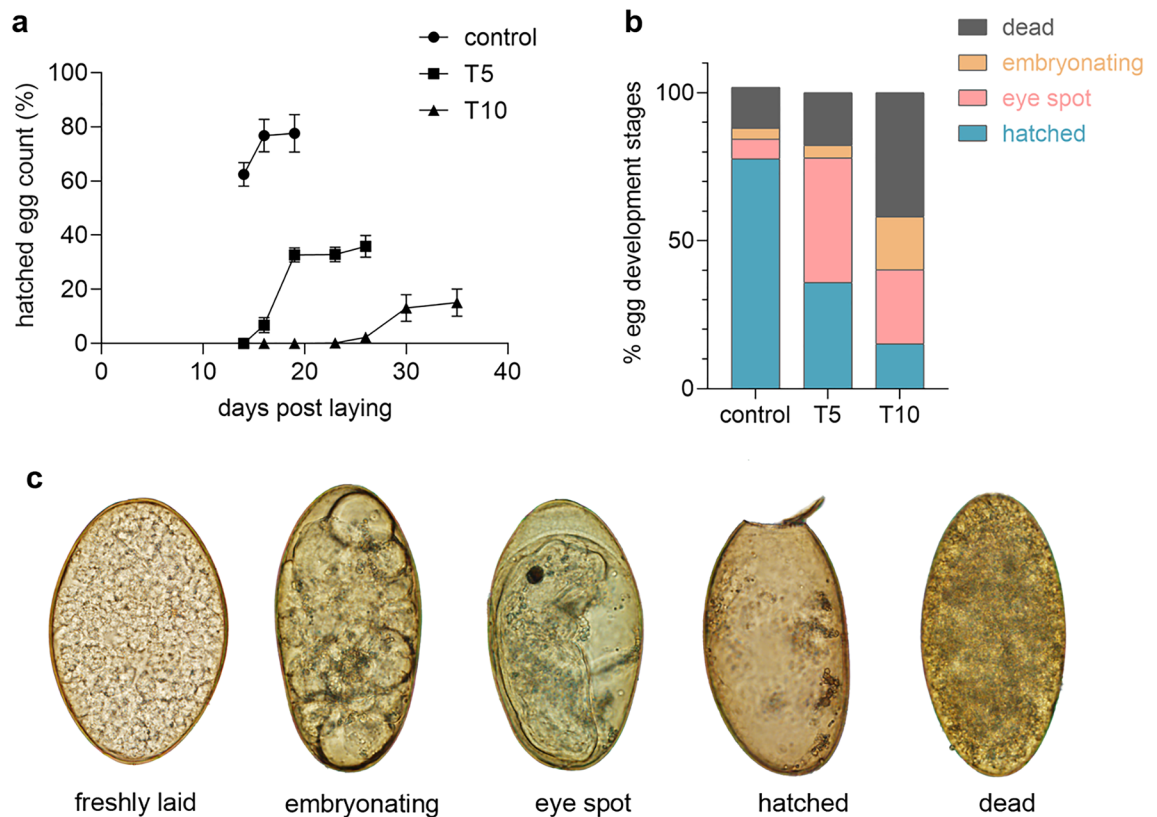 a
control
T5
T10
hatched egg count (%)
100
80
60
40
20
0
0 10 20 30 40
days post laying
b
dead
embryonating
eye spot
hatched
% egg development stages
100
50
0
control T5 T10
c
freshly laid embryonating eye spot hatched dead